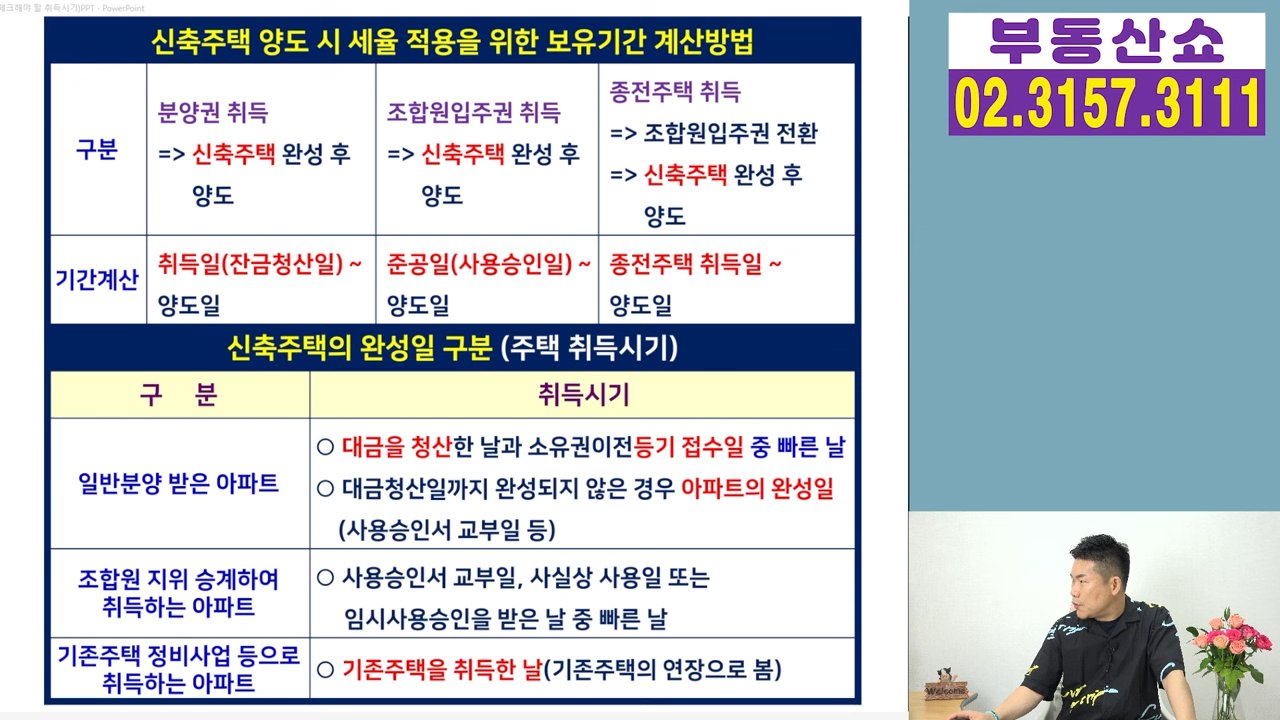 체크해야 할 취득시기)PPT - PowerPoint
신축주택 양도 시 세율 적용을 위한 보유기간 계산방법
구분
분양권 취득
=> 신축주택 완성 후
양도
조합원입주권 취득
=> 신축주택 완성 후
양도
종전주택 취득
=> 조합원입주권 전환
=> 신축주택 완성 후
양도
기간계산
취득일(잔금청산일) ~
양도일
준공일(사용승인일) ~
양도일
종전주택 취득일 ~
양도일
신축주택의 완성일 구분 (주택 취득시기)
구 분
취득시기
일반분양 받은 아파트
○ 대금을 청산한 날과 소유권이전등기 접수일 중 빠른 날
○ 대금청산일까지 완성되지 않은 경우 아파트의 완성일
(사용승인서 교부일 등)
조합원 지위 승계하여
취득하는 아파트
○ 사용승인서 교부일, 사실상 사용일 또는
임시사용승인을 받은 날 중 빠른 날
기존주택 정비사업 등으로
취득하는 아파트
○ 기존주택을 취득한 날(기존주택의 연장으로 봄)
부동산쇼
02.3157.3111
Welcome